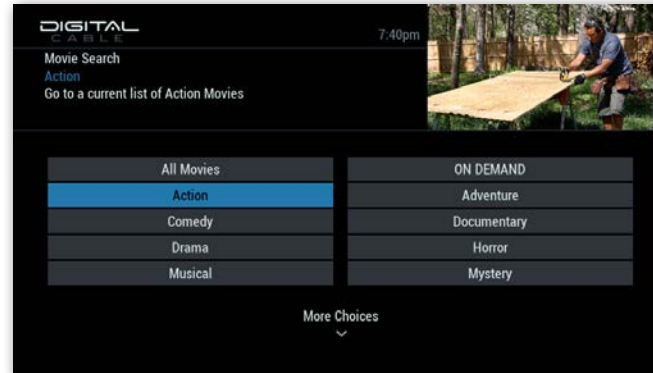 DIGITAL
CABLE
7:40pm
Movie Search
Action
Go to a current list of Action Movies
All Movies
ON DEMAND
Action
Adventure
Comedy
Documentary
Drama
Horror
Musical
Mystery
More Choices